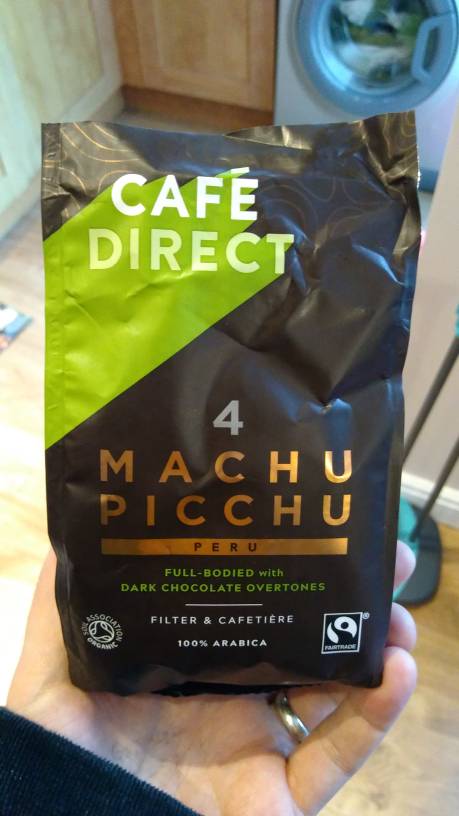 CAFÉ
DIRECT
4
MACHU
PICCHU
PERU
FULL-BODIED with
DARK CHOCOLATE OVERTONES
FILTER & CAFETIÈRE
100% ARABICA
SOIL ASSOCIATION
ORGANIC
FAIRTRADE
®